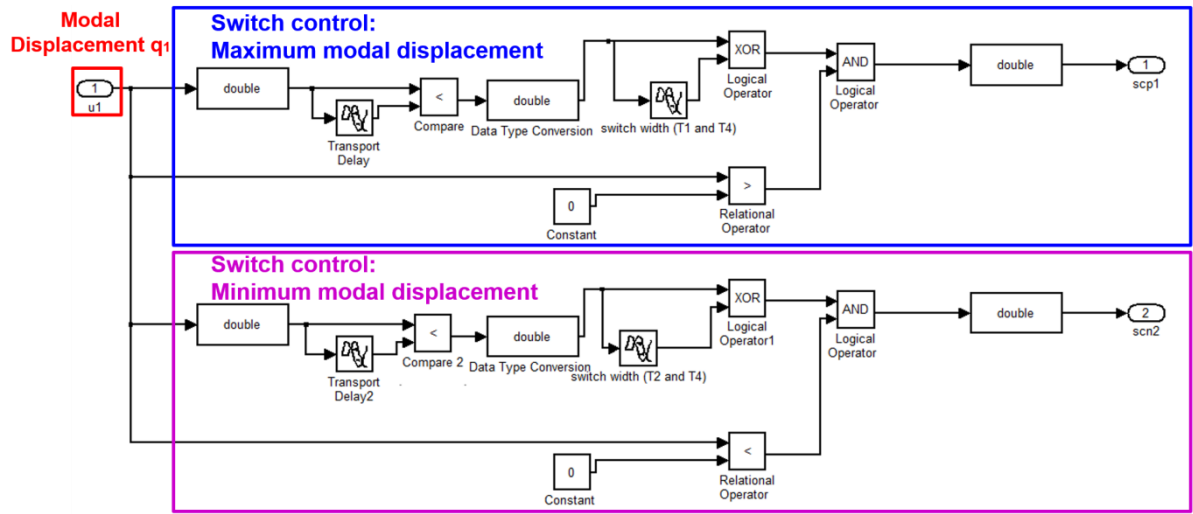 Modal
Displacement q1
1
u1
Switch control:
Maximum modal displacement
double
Transport
Delay
<
Compare
double
Data Type Conversion
switch width (T1 and T4)
XOR
Logical
Operator
AND
Logical
Operator
double
1
scp1
0
Constant
>
Relational
Operator
Switch control:
Minimum modal displacement
double
Transport
Delay2
<
Compare 2
double
Data Type Conversion
switch width (T2 and T4)
XOR
Logical
Operator1
AND
Logical
Operator
double
2
scn2
0
Constant
<
Relational
Operator